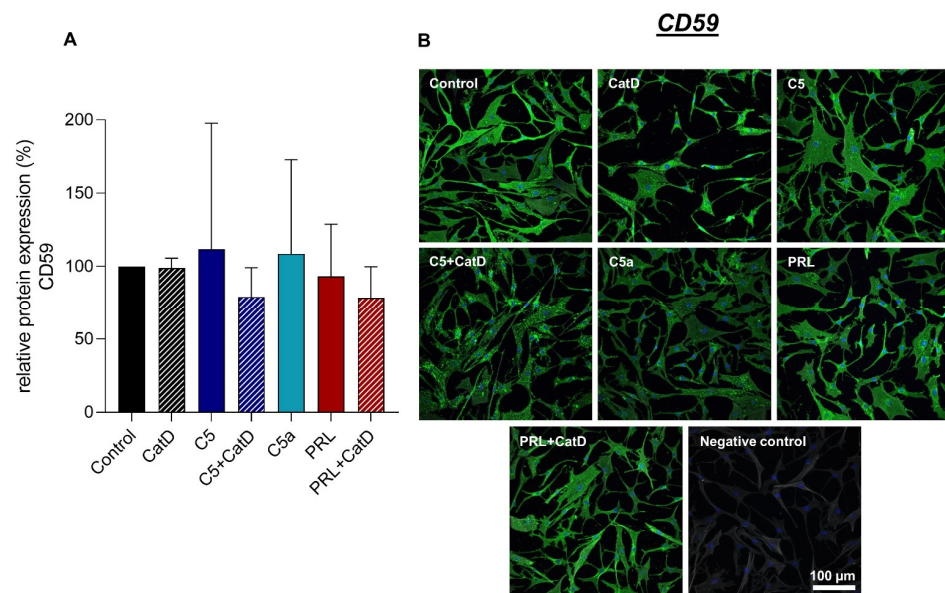 CD59
A
B
relative protein expression (%)
CD59
200
150
100
50
0
Control
CatD
C5
C5+CatD
C5a
PRL
PRL+CatD
Control
CatD
C5
C5+CatD
C5a
PRL
PRL+CatD
Negative control
100 µm